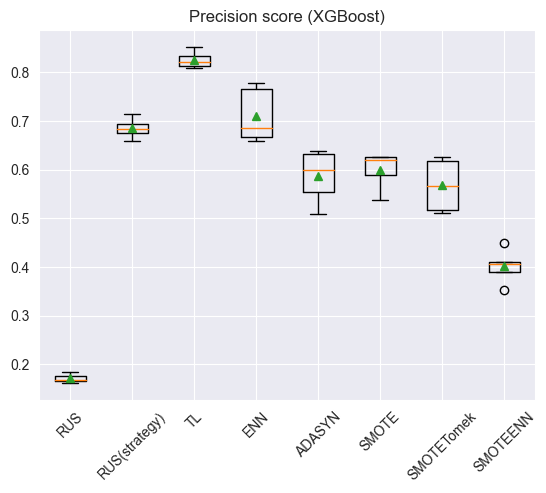 Precision score (XGBoost)
0.8
0.7
0.6
0.5
0.4
0.3
0.2
RUS
RUS(strategy)
TL
ENN
ADASYN
SMOTE
SMOTETomek
SMOTEENN